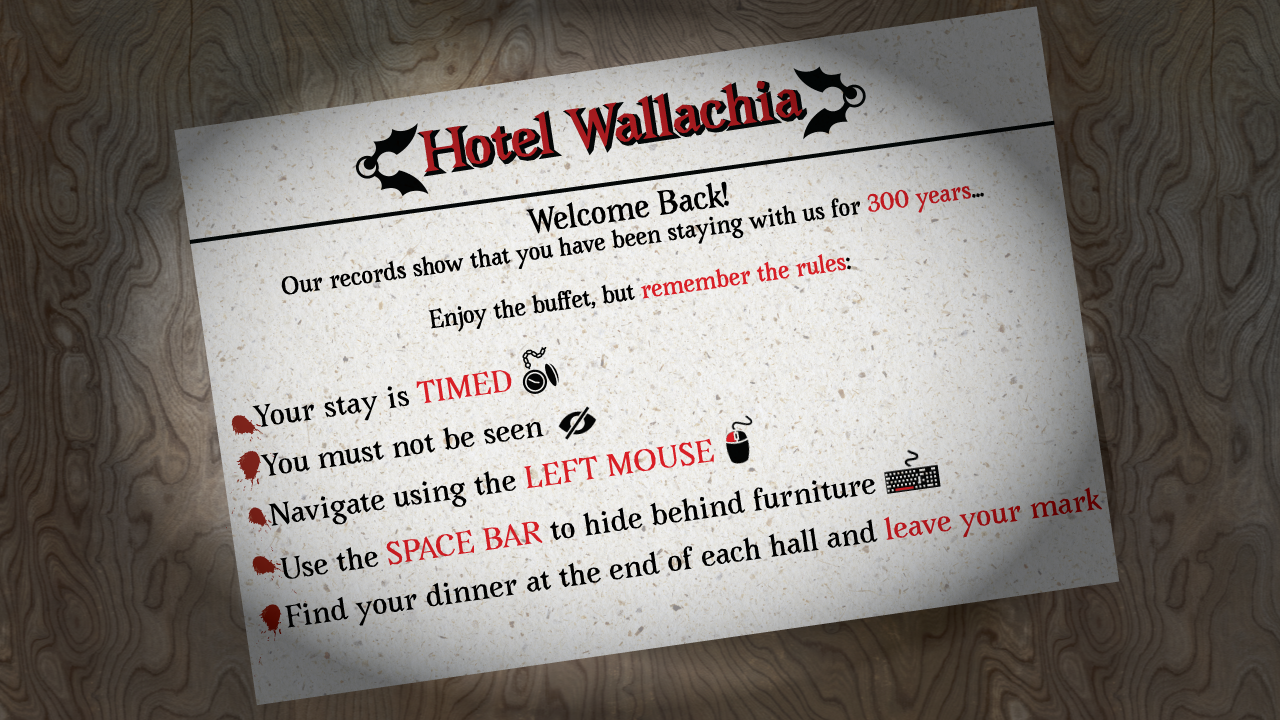 Hotel Wallachia
Welcome Back!
Our records show that you have been staying with us for 300 years...
Enjoy the buffet, but remember the rules:
Your stay is TIMED
You must not be seen
Navigate using the LEFT MOUSE
Use the SPACE BAR to hide behind furniture
Find your dinner at the end of each hall and leave your mark